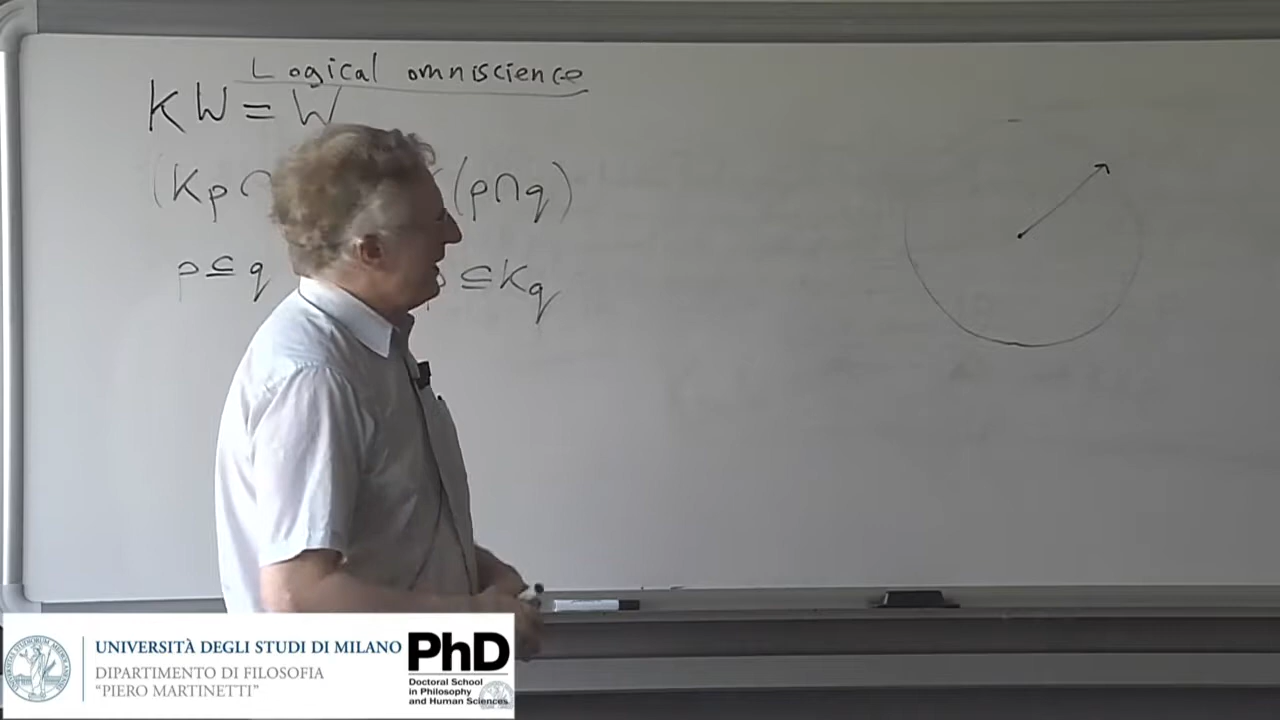 Logical omniscience
KW = W
(Kp ∩ (p∩q)
p ⊆ q ⊆ Kq
UNIVERSITÀ DEGLI STUDI DI MILANO
DIPARTIMENTO DI FILOSOFIA
"PIERO MARTINETTI"
PhD
Doctoral School
in Philosophy
and Human Sciences